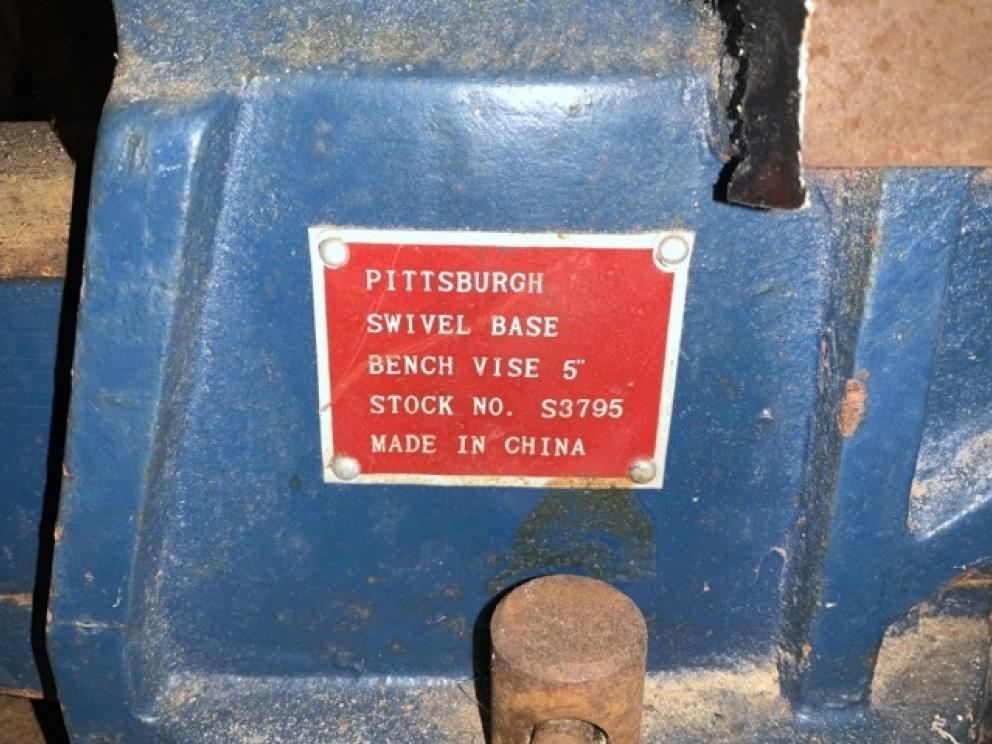 PITTSBURGH
SWIVEL BASE
BENCH VISE 5"
STOCK NO. S3795
MADE IN CHINA